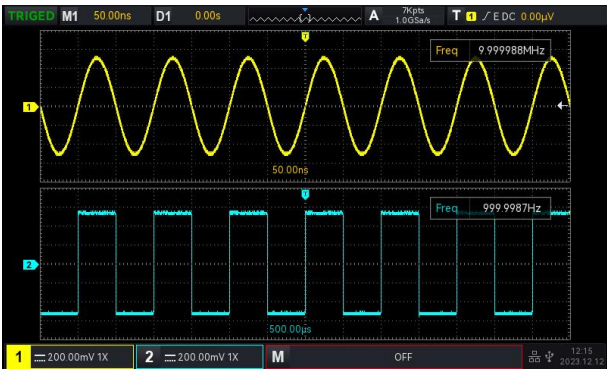 TRIGED M1 50.00ns D1 0.00s A 7Kpts 1.0GSa/s T 1 E DC 0.00μV
T
Freq 9.999988MHz
1
50.00ns
T
Freq 999.9987Hz
2
500.00μs
1 200.00mV 1X 2 200.00mV 1X M OFF 12:15
2023.12.12